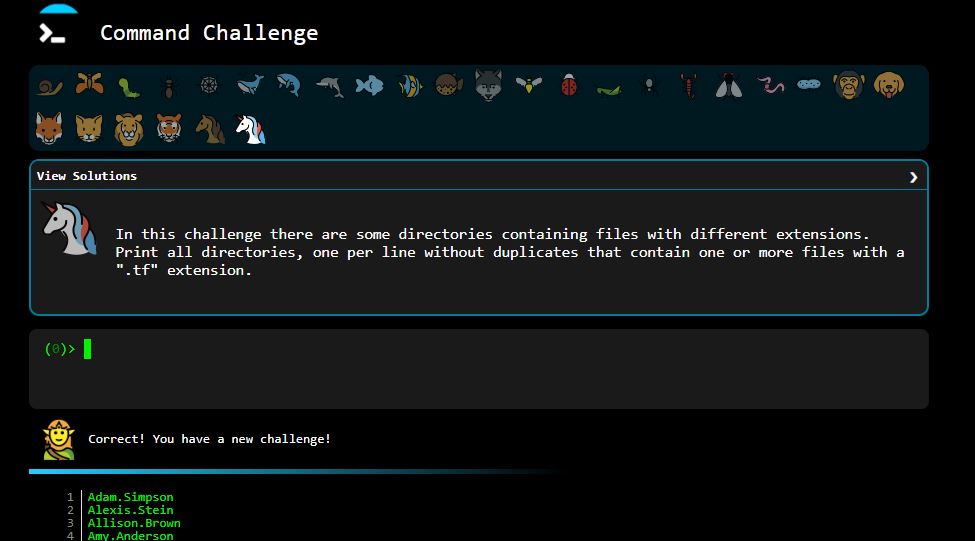 Command Challenge
View Solutions
In this challenge there are some directories containing files with different extensions.
Print all directories, one per line without duplicates that contain one or more files with a
".tf" extension.
(0)>
Correct! You have a new challenge!
1 Adam.Simpson
2 Alexis.Stein
3 Allison.Brown
4 Amy.Anderson